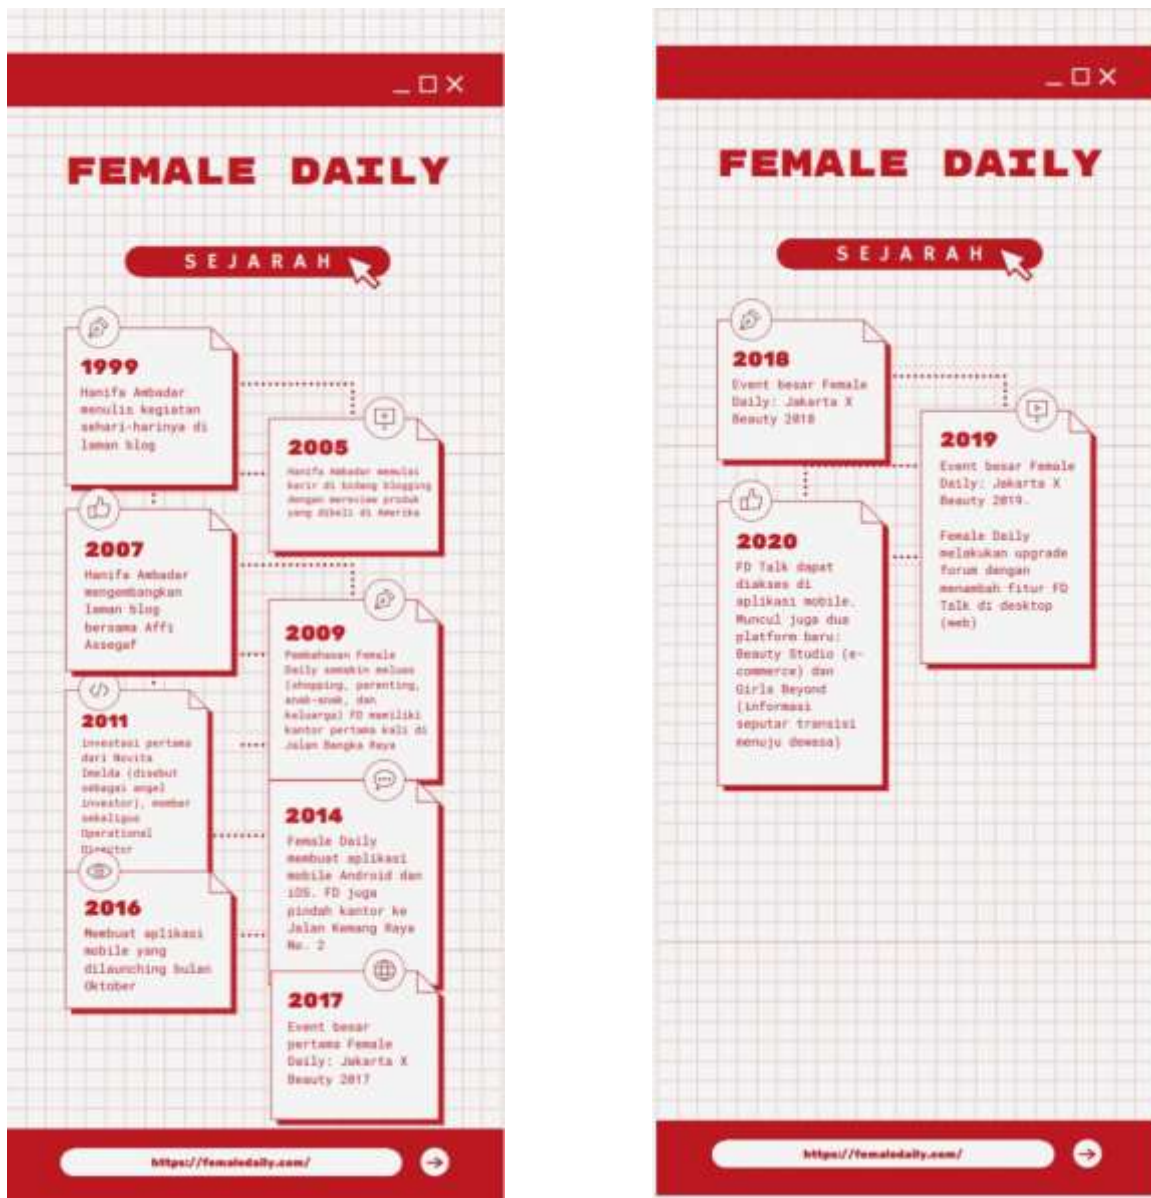 FEMALE DAILY
SEJARAH
1999
Hanifa Ambadar
menulis kegiatan
sehari-harinya di
laman blog
2005
Hanifa Ambadar memulai
karir di bidang blogging
dengan mereview produk
yang dibeli di Amerika
2007
Hanifa Ambadar
mengembangkan
laman blog
bersama Affi
Assegaf
2009
Pembahasan Female
Daily semakin meluas
(shopping, parenting,
anak-anak, dan
keluarga) FD memiliki
kantor pertama kali di
Jalan Bangka Raya
2011
Investasi pertama
dari Novita
Imelda (disebut
sebagai angel
investor), member
sekaligus
Operational
Director
2014
Female Daily
membuat aplikasi
mobile Android dan
iOS. FD juga
pindah kantor ke
Jalan Kemang Raya
No. 2
2016
Membuat aplikasi
mobile yang
dilaunching bulan
Oktober
2017
Event besar
pertama Female
Daily: Jakarta X
Beauty 2017
https://femaledaily.com/
FEMALE DAILY
SEJARAH
2018
Event besar Female
Daily: Jakarta X
Beauty 2018
2019
Event besar Female
Daily: Jakarta X
Beauty 2019.
Female Daily
melakukan upgrade
forum dengan
menambah fitur FD
Talk di desktop
(web)
2020
FD Talk dapat
diakses di
aplikasi mobile.
Muncul juga dua
platform baru:
Beauty Studio (e-
commerce) dan
Girls Beyond
(informasi
seputar transisi
menuju dewasa)
https://femaledaily.com/